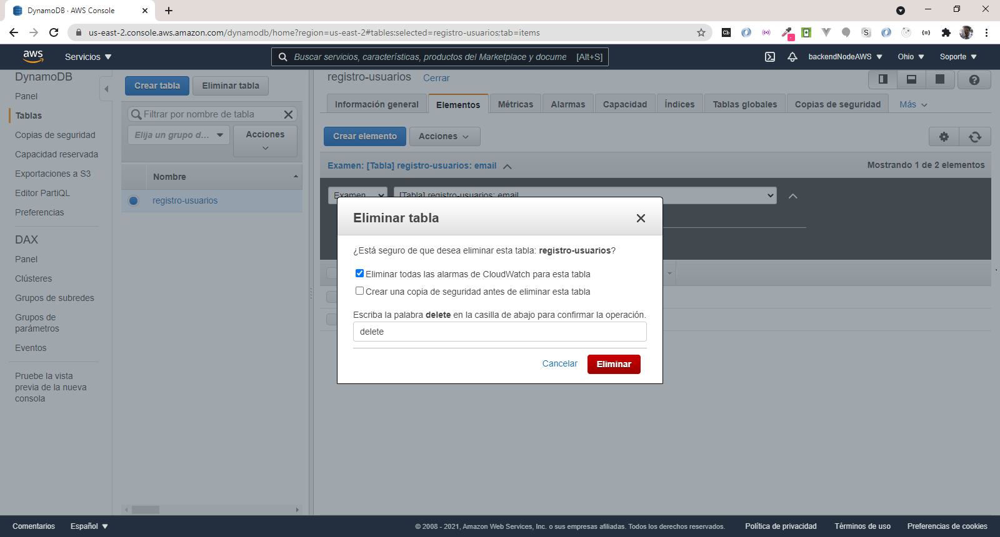 DynamoDB · AWS Console
us-east-2.console.aws.amazon.com/dynamodb/home?region=us-east-2#tables:selected=registro-usuarios;tab=items
aws
Servicios
Buscar servicios, características, productos del Marketplace y docume
[Alt+S]
backendNodeAWS
Ohio
Soporte
DynamoDB
Panel
Tablas
Copias de seguridad
Capacidad reservada
Exportaciones a S3
Editor PartiQL
Preferencias
DAX
Panel
Clústeres
Grupos de subredes
Grupos de
parámetros
Eventos
Pruebe la vista
previa de la nueva
consola
Crear tabla
Eliminar tabla
Filtrar por nombre de tabla
Elija un grupo d...
Acciones
Nombre
registro-usuarios
registro-usuarios
Cerrar
Información general
Elementos
Métricas
Alarmas
Capacidad
Índices
Tablas globales
Copias de seguridad
Más
Crear elemento
Acciones
Examen: [Tabla] registro-usuarios: email
Mostrando 1 de 2 elementos
Examen
[Tabla] registro-usuarios: email
Eliminar tabla
¿Está seguro de que desea eliminar esta tabla: registro-usuarios?
Eliminar todas las alarmas de CloudWatch para esta tabla
Crear una copia de seguridad antes de eliminar esta tabla
Escriba la palabra delete en la casilla de abajo para confirmar la operación.
delete
Cancelar
Eliminar
Comentarios
Español
© 2008 - 2021, Amazon Web Services, Inc. o sus empresas afiliadas. Todos los derechos reservados.
Política de privacidad
Términos de uso
Preferencias de cookies